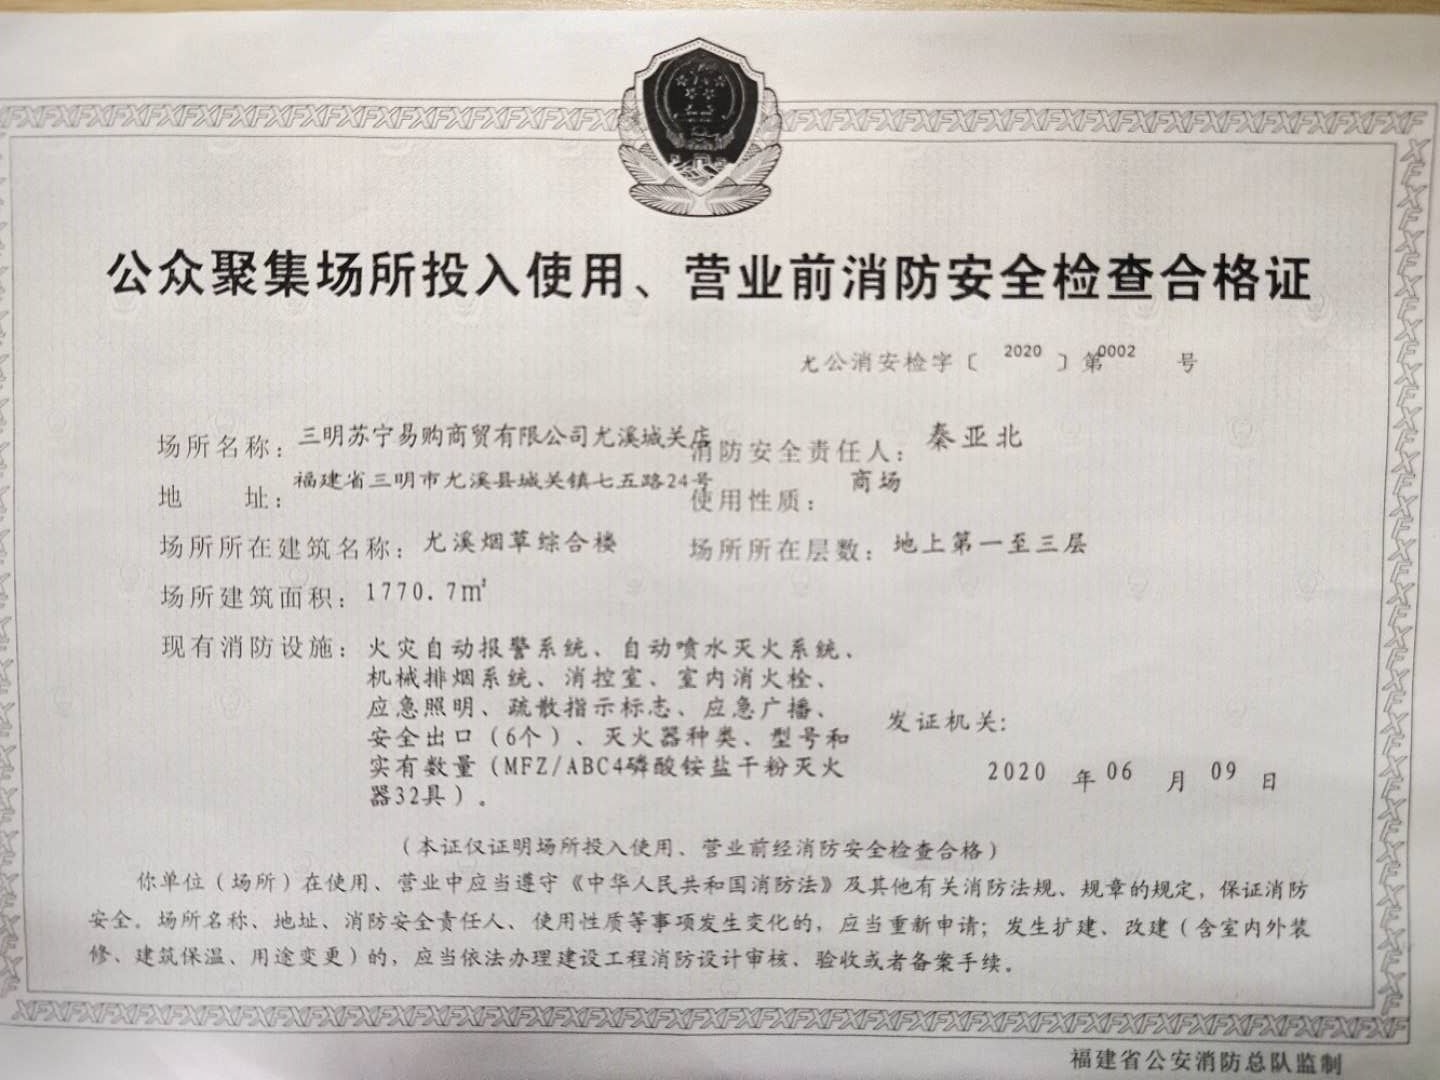 公众聚集场所投入使用、营业前消防安全检查合格证
尤公消安检字〔 2020 〕第0002 号
场所名称：三明苏宁易购商贸有限公司尤溪城关店 消防安全责任人：秦亚北
地 址：福建省三明市尤溪县城关镇七五路24号 使用性质：商场
场所所在建筑名称：尤溪烟草综合楼 场所所在层数：地上第一至三层
场所建筑面积：1770.7㎡
现有消防设施：火灾自动报警系统、自动喷水灭火系统、
机械排烟系统、消控室、室内消火栓、
应急照明、疏散指示标志、应急广播、
安全出口（6个）、灭火器种类、型号和
实有数量（MFZ/ABC4磷酸铵盐干粉灭火
器32具）。
发证机关:
2020 年 06 月 09 日
（本证仅证明场所投入使用、营业前经消防安全检查合格）
你单位（场所）在使用、营业中应当遵守《中华人民共和国消防法》及其他有关消防法规、规章的规定，保证消防
安全。场所名称、地址、消防安全责任人、使用性质等事项发生变化的，应当重新申请；发生扩建、改建（含室内外装
修、建筑保温、用途变更）的，应当依法办理建设工程消防设计审核、验收或者备案手续。
福建省公安消防总队监制